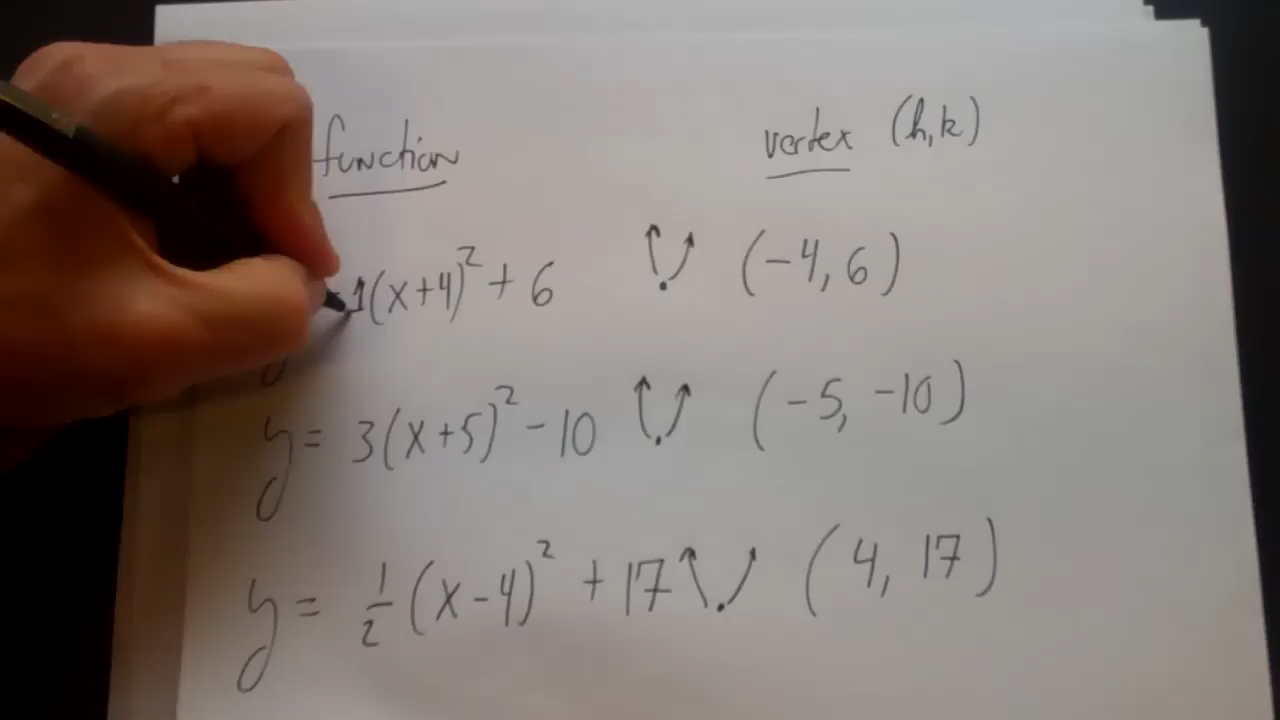 function vertex (h,k)
1(x+4)² + 6 (-4, 6)
y = 3(x+5)² - 10 (-5, -10)
y = 1/2 (x-4)² + 17 (4, 17)